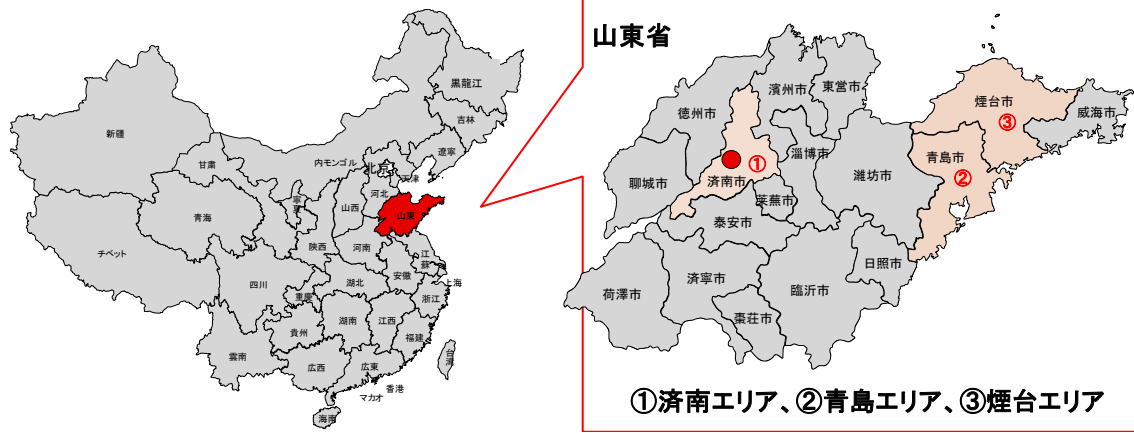 黒龍江
吉林
遼寧
新疆
内モンゴル
甘粛
北京
天津
河北
寧夏
山西
山東
青海
陝西
河南
江蘇
チベット
安徽
上海
四川
重慶
湖北
浙江
湖南
江西
貴州
福建
雲南
広西
広東
台湾
香港
マカオ
海南
山東省
濱州市
東営市
徳州市
煙台市
③
威海市
①
淄博市
青島市
②
聊城市
済南市
濰坊市
莱蕪市
泰安市
日照市
済寧市
臨沂市
荷澤市
棗荘市
①済南エリア、②青島エリア、③煙台エリア